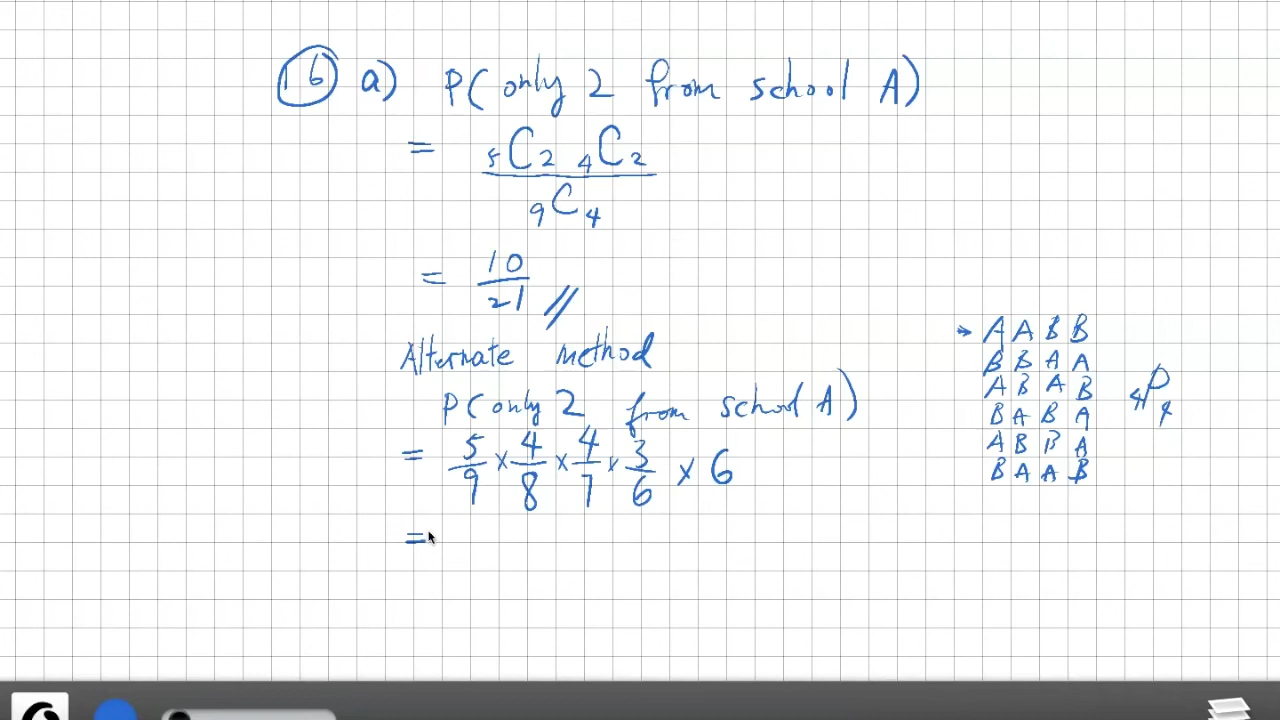 16 a) P( only 2 from school A)
= ₅C₂ ₄C₂ / ₉C₄
= 10/21 //
Alternate method
P( only 2 from school A)
= 5/9 × 4/8 × 4/7 × 3/6 × 6
=
A A B B
B B A A
A B A B
B A B A
A B B A
B A A B
₄P₄